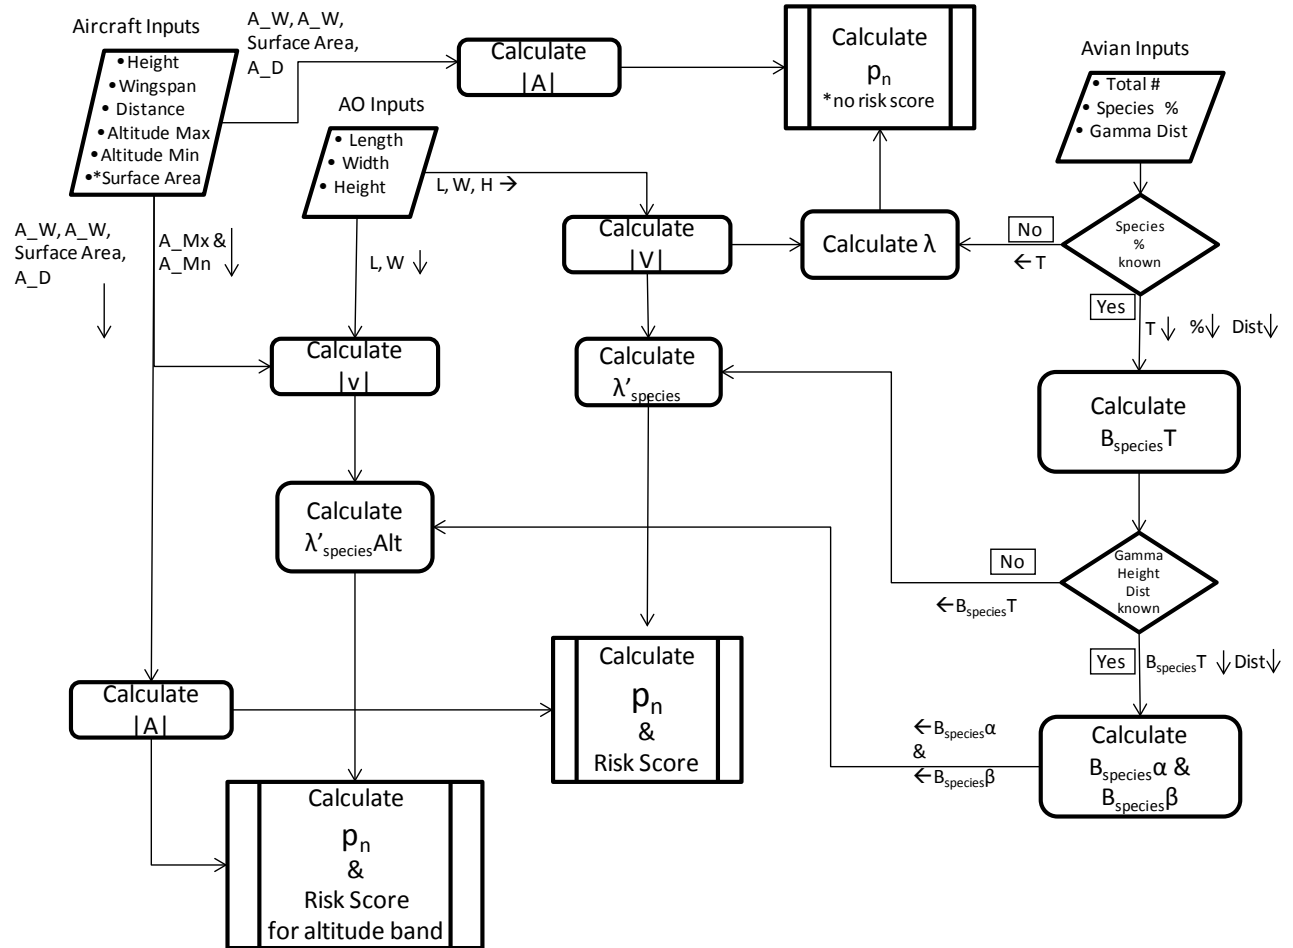 Aircraft Inputs
• Height
• Wingspan
• Distance
• Altitude Max
• Altitude Min
• *Surface Area
A_W, A_W,
Surface Area,
A_D
Calculate
|A|
Calculate
pn
*no risk score
Avian Inputs
• Total #
• Species %
• Gamma Dist
AO Inputs
• Length
• Width
• Height
L, W, H →
A_W, A_W,
Surface Area,
A_D
↓
A_Mx &
A_Mn ↓
L, W ↓
Calculate
|V|
Calculate λ
No
← T
Species
%
known
Yes
T ↓ %↓ Dist↓
Calculate
|v|
Calculate
λ’species
Calculate
BspeciesT
Calculate
λ’speciesAlt
No
←BspeciesT
Gamma
Height
Dist
known
Yes
BspeciesT ↓ Dist↓
Calculate
|A|
Calculate
pn
&
Risk Score
←Bspeciesα
&
←Bspeciesβ
Calculate
Bspeciesα &
Bspeciesβ
Calculate
pn
&
Risk Score
for altitude band